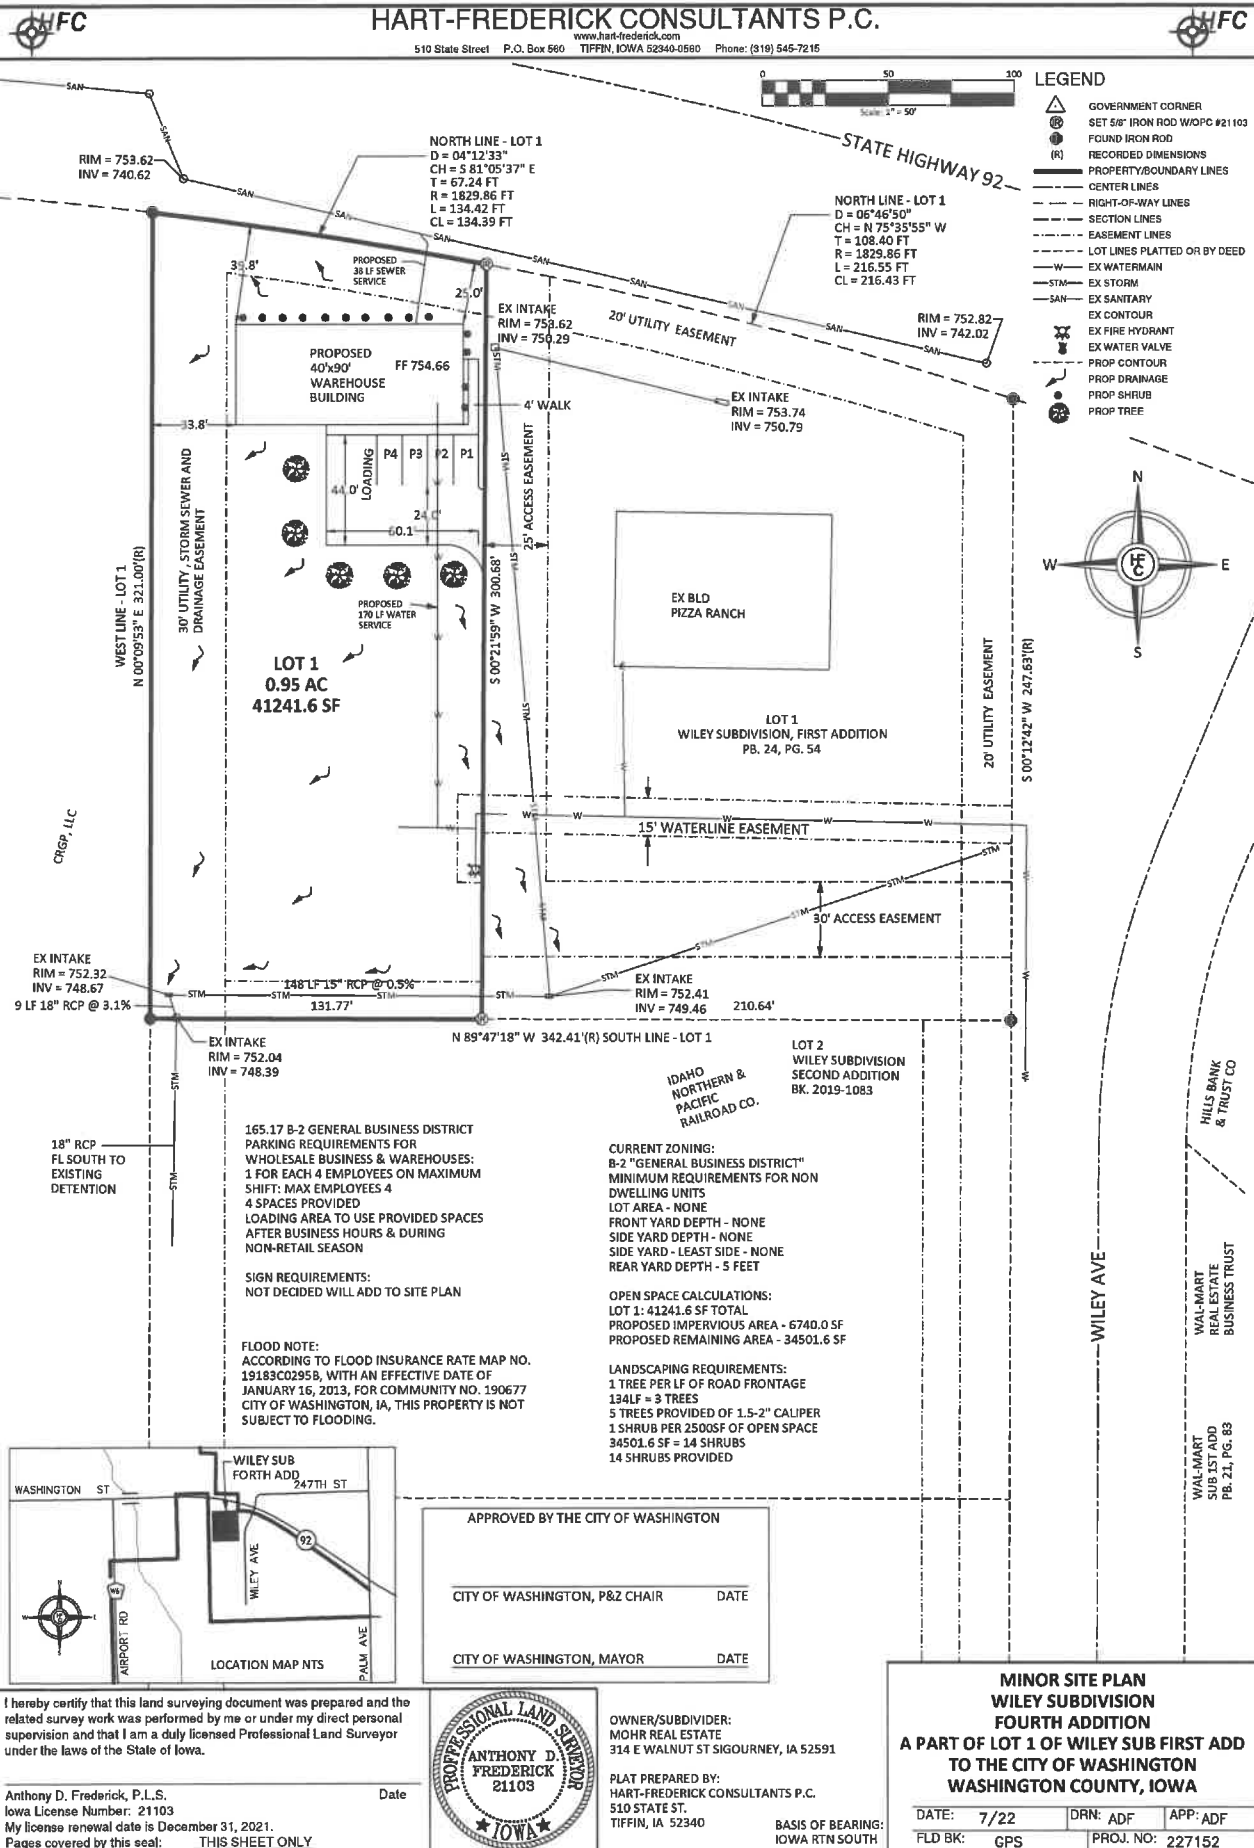 HFC
HART-FREDERICK CONSULTANTS P.C.
www.hart-frederick.com
510 State Street P.O. Box 560 TIFFIN, IOWA 52340-0560 Phone: (319) 545-7215
HFC
0 50 100
Scale: 1" = 50'
LEGEND
GOVERNMENT CORNER
SET 5/8" IRON ROD W/OPC #21103
FOUND IRON ROD
(R) RECORDED DIMENSIONS
PROPERTY/BOUNDARY LINES
CENTER LINES
RIGHT-OF-WAY LINES
SECTION LINES
EASEMENT LINES
LOT LINES PLATTED OR BY DEED
W EX WATERMAIN
STM EX STORM
SAN EX SANITARY
EX CONTOUR
EX FIRE HYDRANT
EX WATER VALVE
PROP CONTOUR
PROP DRAINAGE
PROP SHRUB
PROP TREE
STATE HIGHWAY 92
RIM = 753.62
INV = 740.62
NORTH LINE - LOT 1
D = 04°12'33"
CH = S 81°05'37" E
T = 67.24 FT
R = 1829.86 FT
L = 134.42 FT
CL = 134.39 FT
NORTH LINE - LOT 1
D = 06°46'50"
CH = N 75°35'55" W
T = 108.40 FT
R = 1829.86 FT
L = 216.55 FT
CL = 216.43 FT
RIM = 752.82
INV = 742.02
PROPOSED
38 LF SEWER
SERVICE
25.0'
EX INTAKE
RIM = 753.62
INV = 750.29
20' UTILITY EASEMENT
PROPOSED
40'x90'
WAREHOUSE
BUILDING
FF 754.66
4' WALK
EX INTAKE
RIM = 753.74
INV = 750.79
33.8'
LOADING
P4 P3 P2 P1
44.0'
24.0'
60.1'
25' ACCESS EASEMENT
30' UTILITY, STORM SEWER AND
DRAINAGE EASEMENT
WEST LINE - LOT 1
N 00°09'53" E 321.00'(R)
PROPOSED
170 LF WATER
SERVICE
S 00°21'59" W 300.68'
EX BLD
PIZZA RANCH
LOT 1
0.95 AC
41241.6 SF
LOT 1
WILEY SUBDIVISION, FIRST ADDITION
PB. 24, PG. 54
20' UTILITY EASEMENT
S 00°12'42" W 247.63'(R)
N
W E
S
HFC
15' WATERLINE EASEMENT
30' ACCESS EASEMENT
CRGP, LLC
EX INTAKE
RIM = 752.32
INV = 748.67
9 LF 18" RCP @ 3.1%
148 LF 15" RCP @ 0.5%
131.77'
EX INTAKE
RIM = 752.41
INV = 749.46
210.64'
N 89°47'18" W 342.41'(R) SOUTH LINE - LOT 1
EX INTAKE
RIM = 752.04
INV = 748.39
LOT 2
WILEY SUBDIVISION
SECOND ADDITION
BK. 2019-1083
IDAHO
NORTHERN &
PACIFIC
RAILROAD CO.
HILLS BANK
& TRUST CO
18" RCP
FL SOUTH TO
EXISTING
DETENTION
165.17 B-2 GENERAL BUSINESS DISTRICT
PARKING REQUIREMENTS FOR
WHOLESALE BUSINESS & WAREHOUSES:
1 FOR EACH 4 EMPLOYEES ON MAXIMUM
SHIFT: MAX EMPLOYEES 4
4 SPACES PROVIDED
LOADING AREA TO USE PROVIDED SPACES
AFTER BUSINESS HOURS & DURING
NON-RETAIL SEASON
SIGN REQUIREMENTS:
NOT DECIDED WILL ADD TO SITE PLAN
FLOOD NOTE:
ACCORDING TO FLOOD INSURANCE RATE MAP NO.
19183C0295B, WITH AN EFFECTIVE DATE OF
JANUARY 16, 2013, FOR COMMUNITY NO. 190677
CITY OF WASHINGTON, IA, THIS PROPERTY IS NOT
SUBJECT TO FLOODING.
CURRENT ZONING:
B-2 "GENERAL BUSINESS DISTRICT"
MINIMUM REQUIREMENTS FOR NON
DWELLING UNITS
LOT AREA - NONE
FRONT YARD DEPTH - NONE
SIDE YARD DEPTH - NONE
SIDE YARD - LEAST SIDE - NONE
REAR YARD DEPTH - 5 FEET
OPEN SPACE CALCULATIONS:
LOT 1: 41241.6 SF TOTAL
PROPOSED IMPERVIOUS AREA - 6740.0 SF
PROPOSED REMAINING AREA - 34501.6 SF
LANDSCAPING REQUIREMENTS:
1 TREE PER LF OF ROAD FRONTAGE
134LF = 3 TREES
5 TREES PROVIDED OF 1.5-2" CALIPER
1 SHRUB PER 2500SF OF OPEN SPACE
34501.6 SF = 14 SHRUBS
14 SHRUBS PROVIDED
WILEY AVE
WAL-MART
REAL ESTATE
BUSINESS TRUST
WAL-MART
SUB 1ST ADD
PB. 21, PG. 83
WILEY SUB
FORTH ADD
WASHINGTON ST
247TH ST
92
WILEY AVE
W6
AIRPORT RD
PALM AVE
LOCATION MAP NTS
APPROVED BY THE CITY OF WASHINGTON
CITY OF WASHINGTON, P&Z CHAIR DATE
CITY OF WASHINGTON, MAYOR DATE
I hereby certify that this land surveying document was prepared and the
related survey work was performed by me or under my direct personal
supervision and that I am a duly licensed Professional Land Surveyor
under the laws of the State of Iowa.
Anthony D. Frederick, P.L.S. Date
Iowa License Number: 21103
My license renewal date is December 31, 2021.
Pages covered by this seal: THIS SHEET ONLY
PROFFESSIONAL LAND SURVEYOR
ANTHONY D.
FREDERICK
21103
IOWA
OWNER/SUBDIVIDER:
MOHR REAL ESTATE
314 E WALNUT ST SIGOURNEY, IA 52591
PLAT PREPARED BY:
HART-FREDERICK CONSULTANTS P.C.
510 STATE ST.
TIFFIN, IA 52340
BASIS OF BEARING:
IOWA RTN SOUTH
MINOR SITE PLAN
WILEY SUBDIVISION
FOURTH ADDITION
A PART OF LOT 1 OF WILEY SUB FIRST ADD
TO THE CITY OF WASHINGTON
WASHINGTON COUNTY, IOWA
DATE: 7/22 DRN: ADF APP: ADF
FLD BK: GPS PROJ. NO: 227152